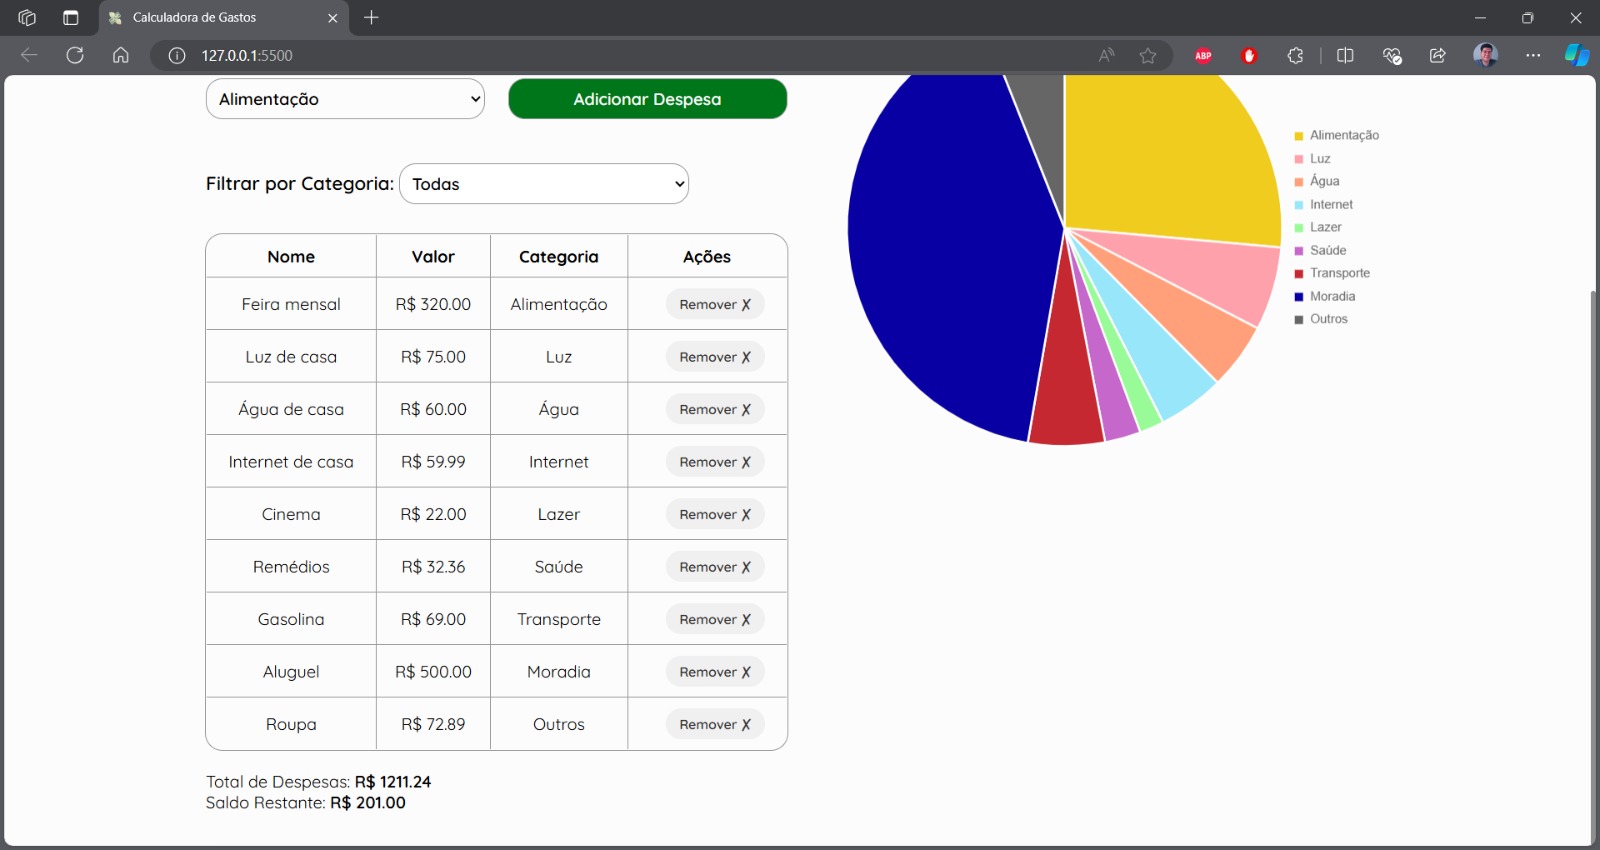 Calculadora de Gastos
127.0.0.1:5500
ABP
Alimentação
Adicionar Despesa
Filtrar por Categoria: Todas
Nome Valor Categoria Ações
Feira mensal R$ 320.00 Alimentação Remover ✗
Luz de casa R$ 75.00 Luz Remover ✗
Água de casa R$ 60.00 Água Remover ✗
Internet de casa R$ 59.99 Internet Remover ✗
Cinema R$ 22.00 Lazer Remover ✗
Remédios R$ 32.36 Saúde Remover ✗
Gasolina R$ 69.00 Transporte Remover ✗
Aluguel R$ 500.00 Moradia Remover ✗
Roupa R$ 72.89 Outros Remover ✗
Total de Despesas: R$ 1211.24
Saldo Restante: R$ 201.00
Alimentação
Luz
Água
Internet
Lazer
Saúde
Transporte
Moradia
Outros